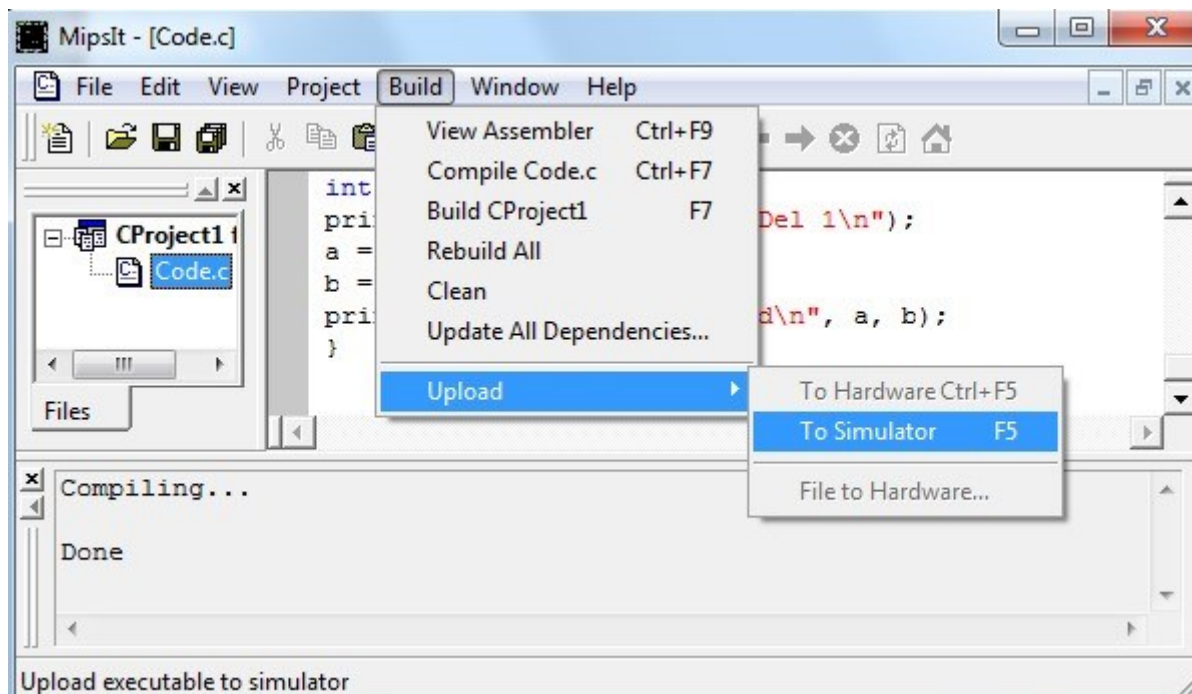 MipsIt - [Code.c]
File Edit View Project Build Window Help
View Assembler Ctrl+F9
Compile Code.c Ctrl+F7
Build CProject1 F7
Rebuild All
Clean
Update All Dependencies...
Upload
To Hardware Ctrl+F5
To Simulator F5
File to Hardware...
CProject1 f
Code.c
Files
int
pri Del 1\n");
a =
b =
pri d\n", a, b);
}
Compiling...
Done
Upload executable to simulator